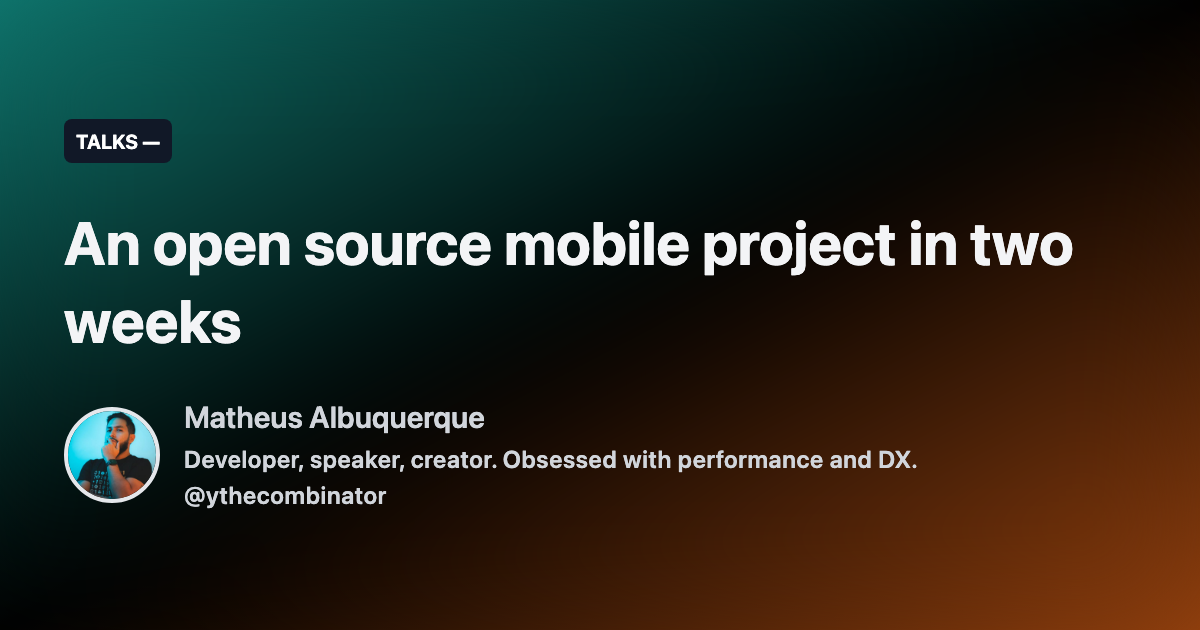 TALKS —
An open source mobile project in two
weeks
Matheus Albuquerque
Developer, speaker, creator. Obsessed with performance and DX.
@ythecombinator